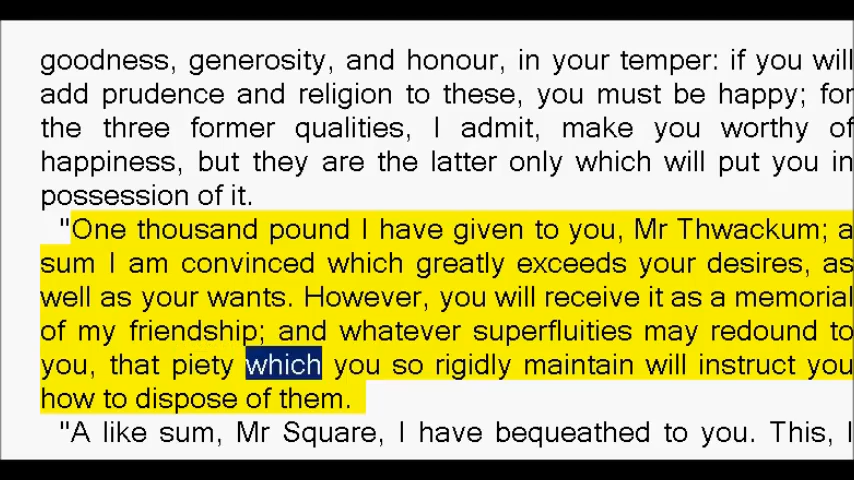 goodness, generosity, and honour, in your temper: if you will
add prudence and religion to these, you must be happy; for
the three former qualities, I admit, make you worthy of
happiness, but they are the latter only which will put you in
possession of it.
"One thousand pound I have given to you, Mr Thwackum; a
sum I am convinced which greatly exceeds your desires, as
well as your wants. However, you will receive it as a memorial
of my friendship; and whatever superfluities may redound to
you, that piety which you so rigidly maintain will instruct you
how to dispose of them.
"A like sum, Mr Square, I have bequeathed to you. This, I